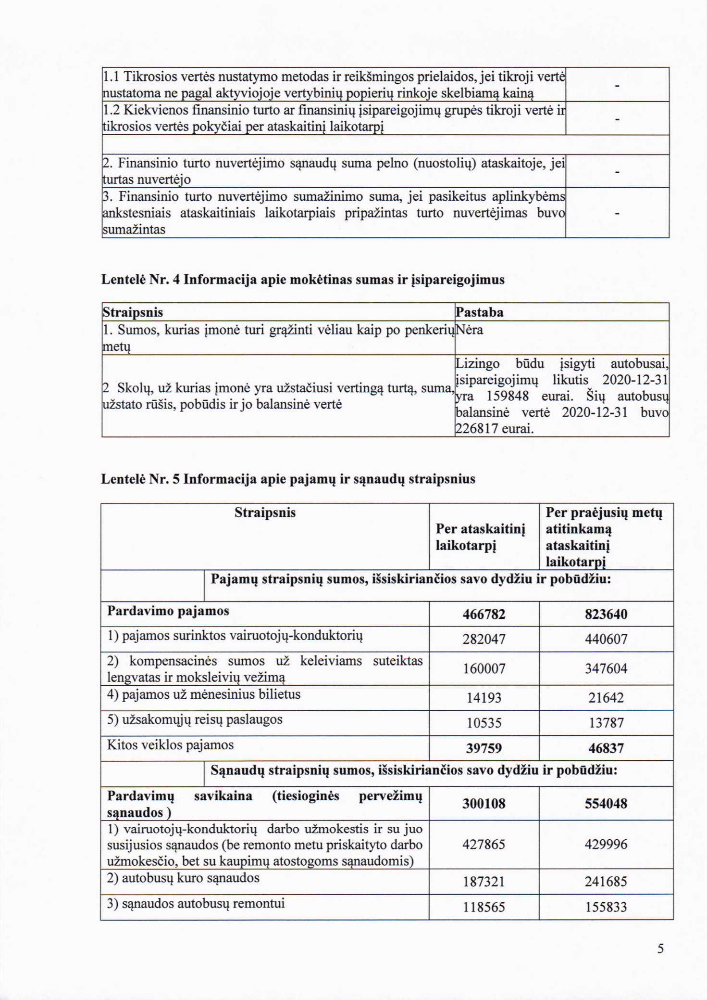 1.1 Tikrosios vertės nustatymo metodas ir reikšmingos prielaidos, jei tikroji vertė
nustatoma ne pagal aktyviojoje vertybinių popierių rinkoje skelbiamą kainą
-
1.2 Kiekvienos finansinio turto ar finansinių įsipareigojimų grupės tikroji vertė ir
tikrosios vertės pokyčiai per ataskaitinį laikotarpį
-
2. Finansinio turto nuvertėjimo sąnaudų suma pelno (nuostolių) ataskaitoje, jei
turtas nuvertėjo
-
3. Finansinio turto nuvertėjimo sumažinimo suma, jei pasikeitus aplinkybėms
ankstesniais ataskaitiniais laikotarpiais pripažintas turto nuvertėjimas buvo
sumažintas
-
Lentelė Nr. 4 Informacija apie mokėtinas sumas ir įsipareigojimus
Straipsnis
Pastaba
1. Sumos, kurias įmonė turi grąžinti vėliau kaip po penkerių
metų
Nėra
2 Skolų, už kurias įmonė yra užstačiusi vertingą turtą, suma,
užstato rūšis, pobūdis ir jo balansinė vertė
Lizingo būdu įsigyti autobusai,
įsipareigojimų likutis 2020-12-31
yra 159848 eurai. Šių autobusų
balansinė vertė 2020-12-31 buvo
226817 eurai.
Lentelė Nr. 5 Informacija apie pajamų ir sąnaudų straipsnius
Straipsnis
Per ataskaitinį
laikotarpį
Per praėjusių metų
atitinkamą
ataskaitinį
laikotarpį
Pajamų straipsnių sumos, išsiskiriančios savo dydžiu ir pobūdžiu:
Pardavimo pajamos 466782 823640
1) pajamos surinktos vairuotojų-konduktorių 282047 440607
2) kompensacinės sumos už keleiviams suteiktas
lengvatas ir moksleivių vežimą
160007 347604
4) pajamos už mėnesinius bilietus 14193 21642
5) užsakomųjų reisų paslaugos 10535 13787
Kitos veiklos pajamos 39759 46837
Sąnaudų straipsnių sumos, išsiskiriančios savo dydžiu ir pobūdžiu:
Pardavimų savikaina (tiesioginės pervežimų
sąnaudos )
300108 554048
1) vairuotojų-konduktorių darbo užmokestis ir su juo
susijusios sąnaudos (be remonto metu priskaityto darbo
užmokesčio, bet su kaupimų atostogoms sąnaudomis)
427865 429996
2) autobusų kuro sąnaudos 187321 241685
3) sąnaudos autobusų remontui 118565 155833
5